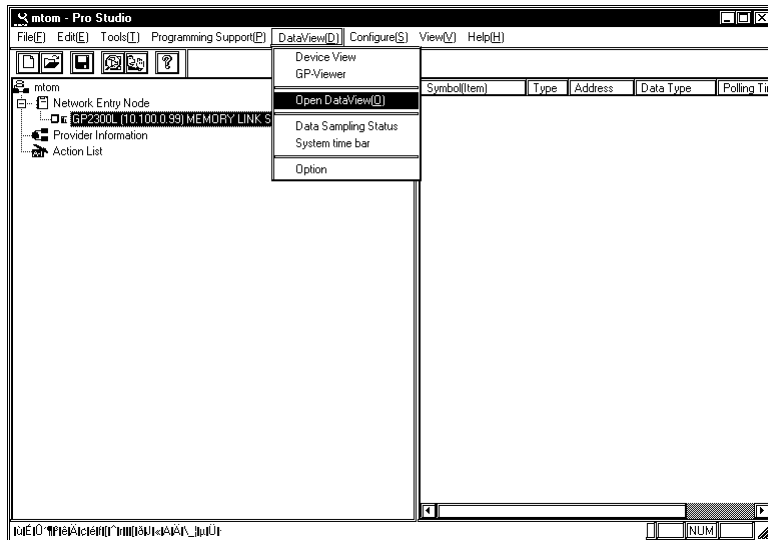 mtom - Pro Studio
File(F) Edit(E) Tools(T) Programming Support(P) DataView(D) Configure(S) View(V) Help(H)
Device View
GP-Viewer
Open DataView(O)
Data Sampling Status
System time bar
Option
mtom
Network Entry Node
GP2300L (10.100.0.99) MEMORY LINK S
Provider Information
Action List
Symbol(Item) Type Address Data Type Polling Ti
NUM